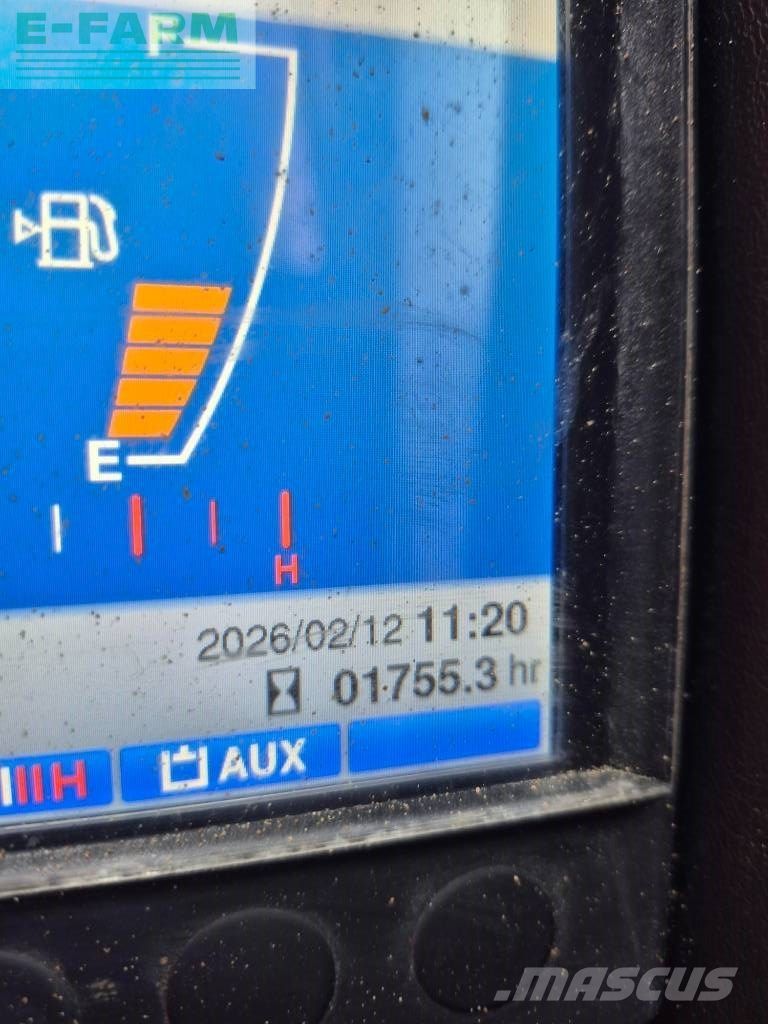 E-FARM
F
E
H
2026/02/12 11:20
01755.3 hr
H AUX
.MASCUS